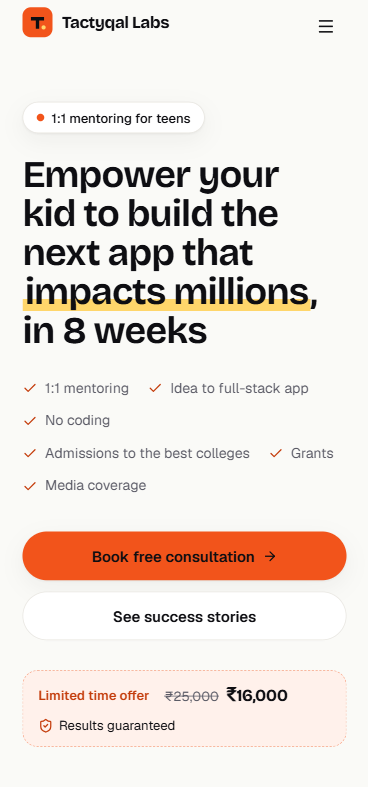 T.
Tactyqal Labs
1:1 mentoring for teens
Empower your
kid to build the
next app that
impacts millions,
in 8 weeks
1:1 mentoring Idea to full-stack app
No coding
Admissions to the best colleges Grants
Media coverage
Book free consultation →
See success stories
Limited time offer ₹25,000 ₹16,000
Results guaranteed